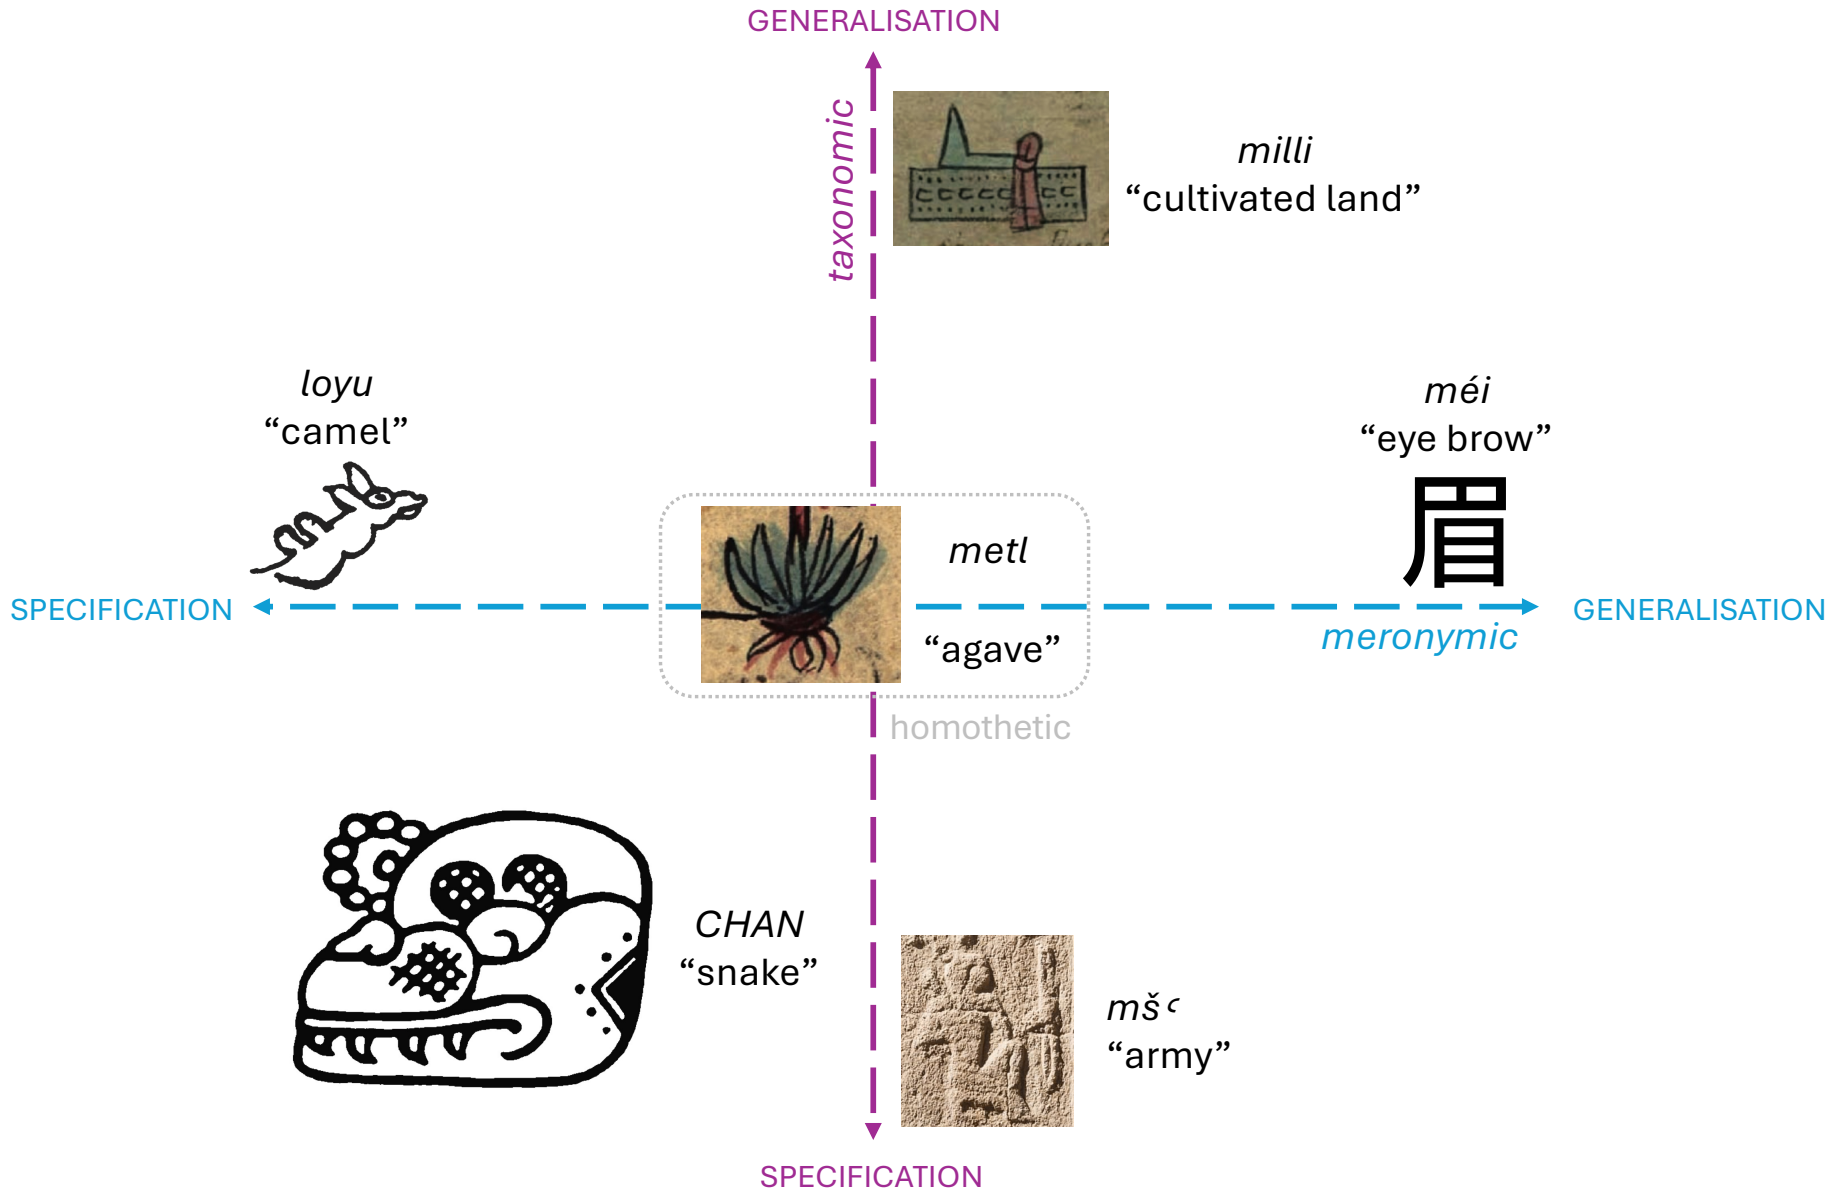 GENERALISATION
taxonomic
milli
“cultivated land”
loyu
“camel”
méi
“eye brow”
眉
metl
“agave”
SPECIFICATION
GENERALISATION
meronymic
homothetic
CHAN
“snake”
mšꜥ
“army”
SPECIFICATION